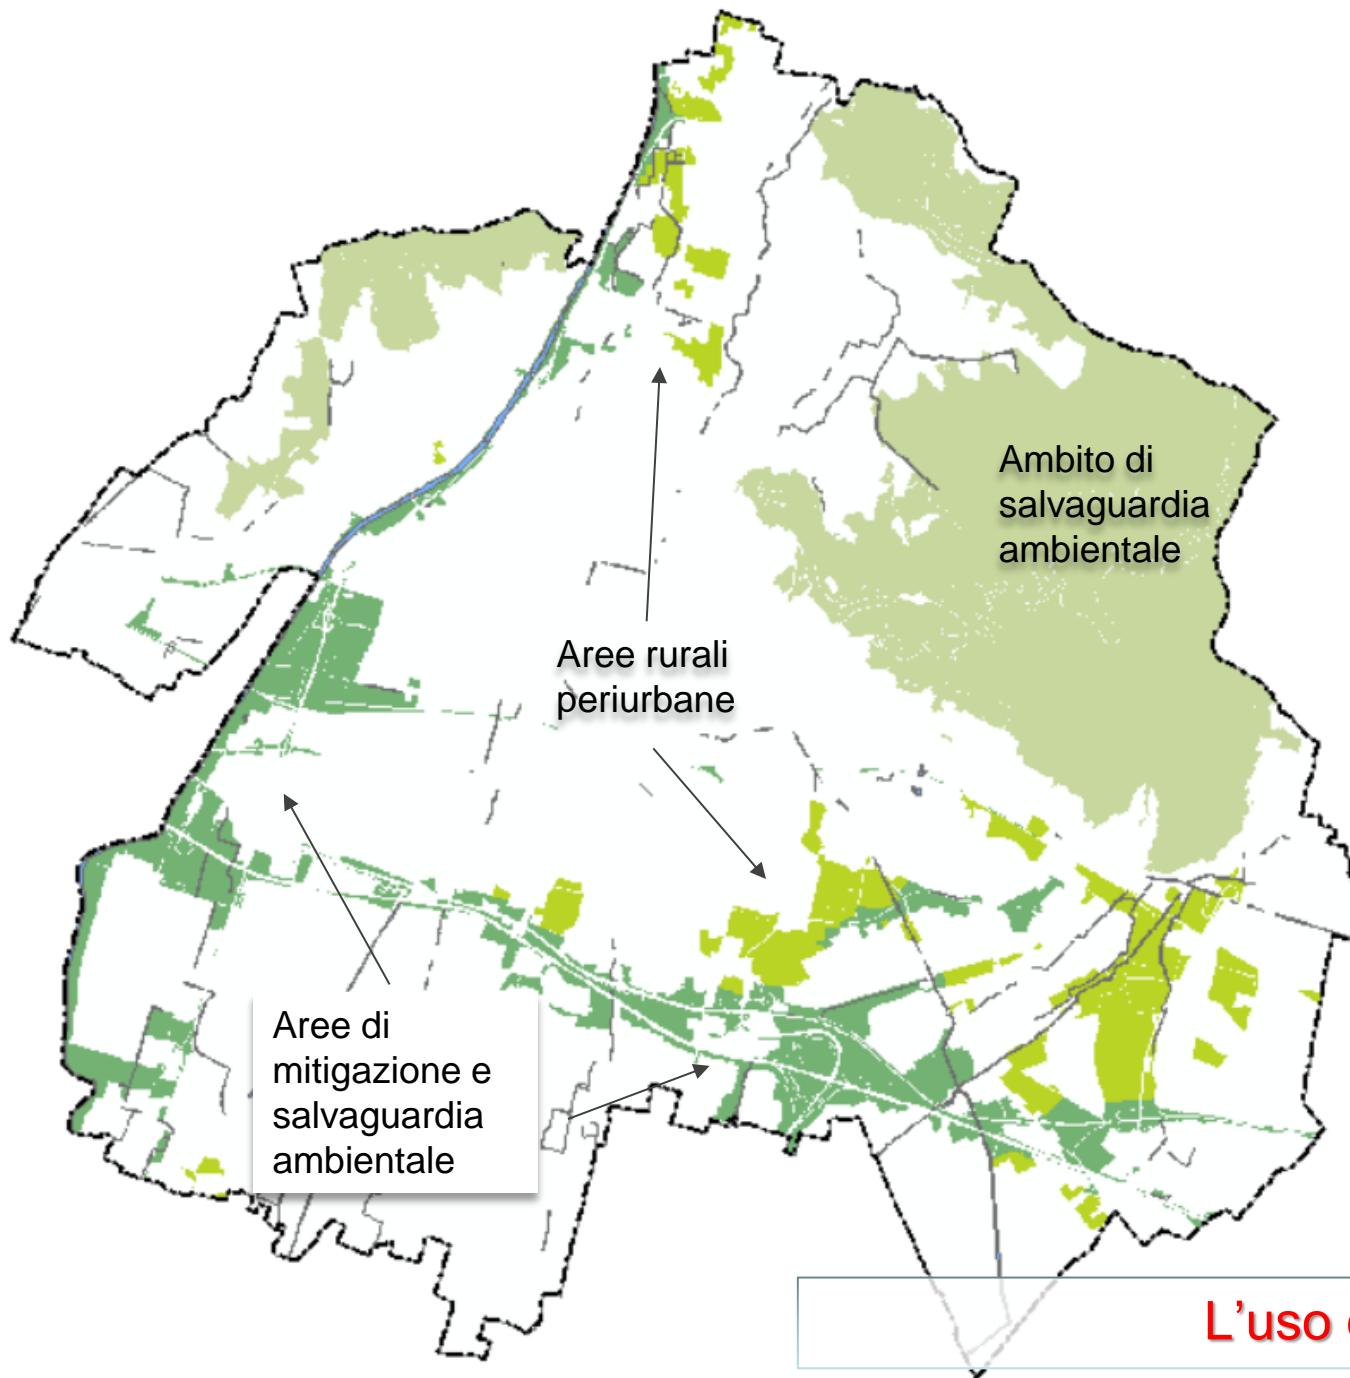 Ambito di
salvaguardia
ambientale
Aree rurali
periurbane
Aree di
mitigazione e
salvaguardia
ambientale
L’uso